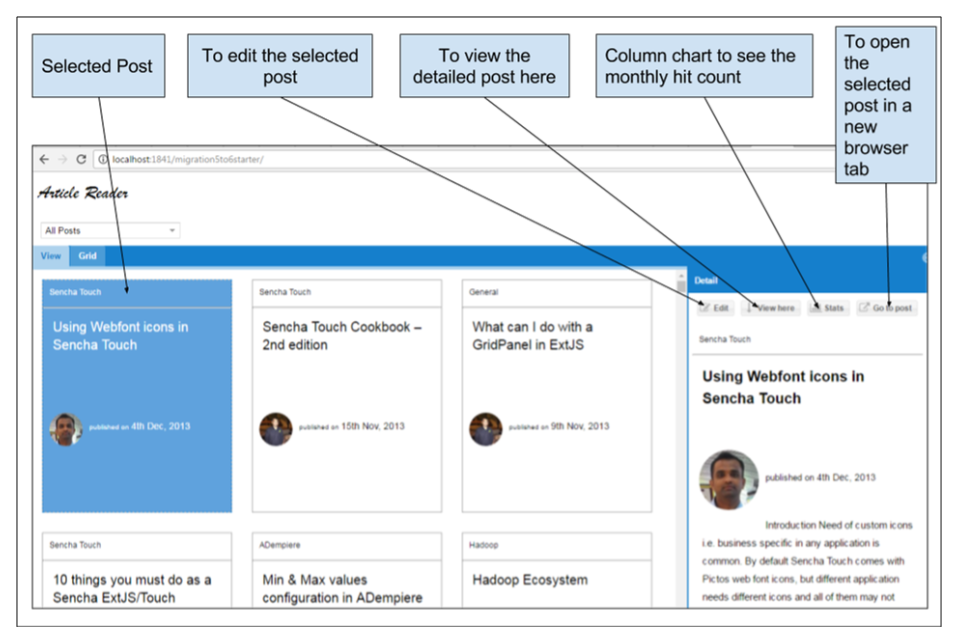 Selected Post
To edit the selected
post
To view the
detailed post here
Column chart to see the
monthly hit count
To open
the
selected
post in a
new
browser
tab
localhost:1841/migration5to6starter/
Article Reader
All Posts
View Grid
Detail
Edit View here Stats Go to post
Sencha Touch
Using Webfont icons in
Sencha Touch
published on 4th Dec, 2013
Sencha Touch
Sencha Touch Cookbook –
2nd edition
published on 15th Nov, 2013
General
What can I do with a
GridPanel in ExtJS
published on 9th Nov, 2013
Sencha Touch
10 things you must do as a
Sencha ExtJS/Touch
ADempiere
Min & Max values
configuration in ADempiere
Hadoop
Hadoop Ecosystem
Sencha Touch
Using Webfont icons in
Sencha Touch
published on 4th Dec, 2013
Introduction Need of custom icons
i.e. business specific in any application is
common. By default Sencha Touch comes with
Pictos web font icons, but different application
needs different icons and all of them may not